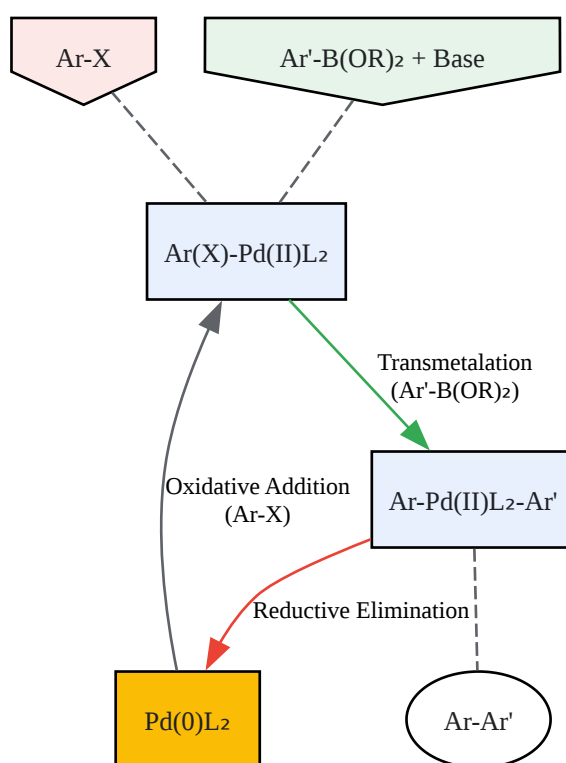 Ar-X
Ar'-B(OR)₂ + Base
Ar(X)-Pd(II)L₂
Transmetalation
(Ar'-B(OR)₂)
Oxidative Addition
(Ar-X)
Ar-Pd(II)L₂-Ar'
Reductive Elimination
Pd(0)L₂
Ar-Ar'